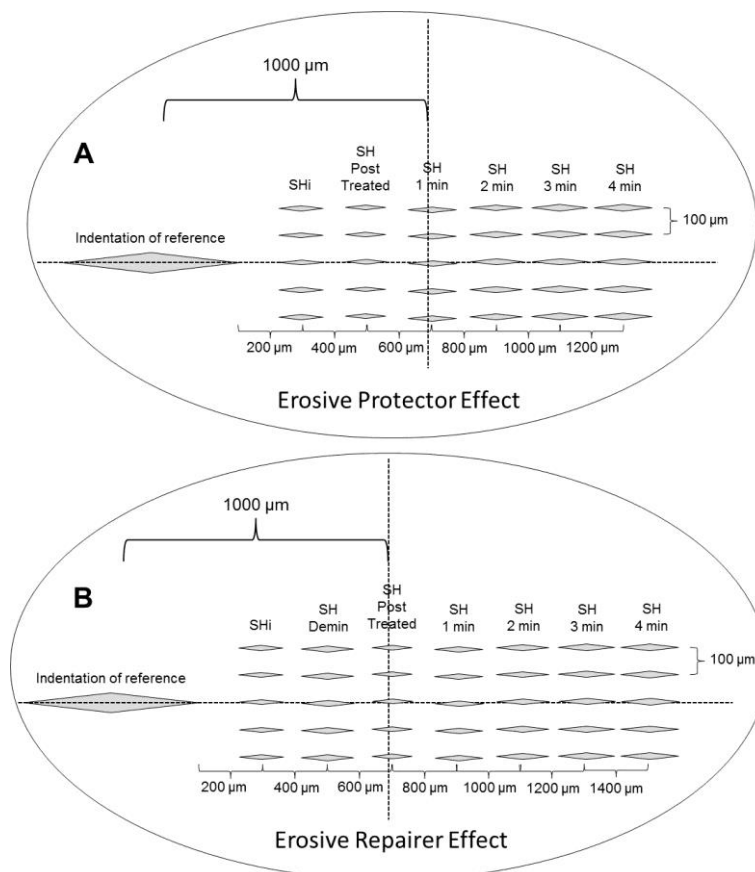 1000 µm
A
SHi
SH
Post
Treated
SH
1 min
SH
2 min
SH
3 min
SH
4 min
100 µm
Indentation of reference
200 µm
400 µm
600 µm
800 µm
1000 µm
1200 µm
Erosive Protector Effect
1000 µm
B
SHi
SH
Demin
SH
Post
Treated
SH
1 min
SH
2 min
SH
3 min
SH
4 min
100 µm
Indentation of reference
200 µm
400 µm
600 µm
800 µm
1000 µm
1200 µm
1400 µm
Erosive Repairer Effect